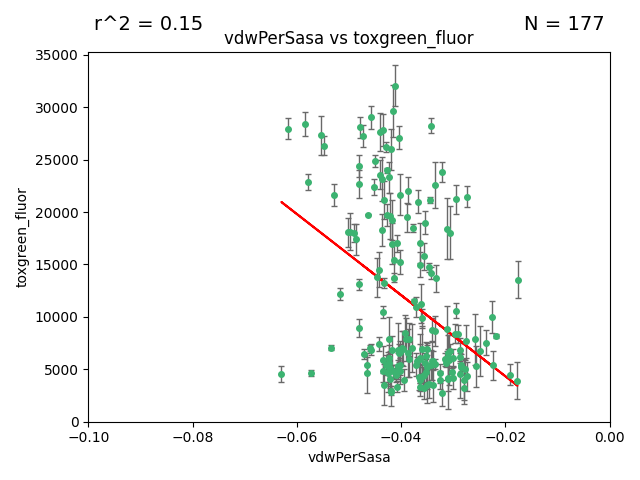 r^2 = 0.15
N = 177
vdwPerSasa vs toxgreen_fluor
toxgreen_fluor
35000
30000
25000
20000
15000
10000
5000
0
−0.10
−0.08
−0.06
−0.04
−0.02
0.00
vdwPerSasa